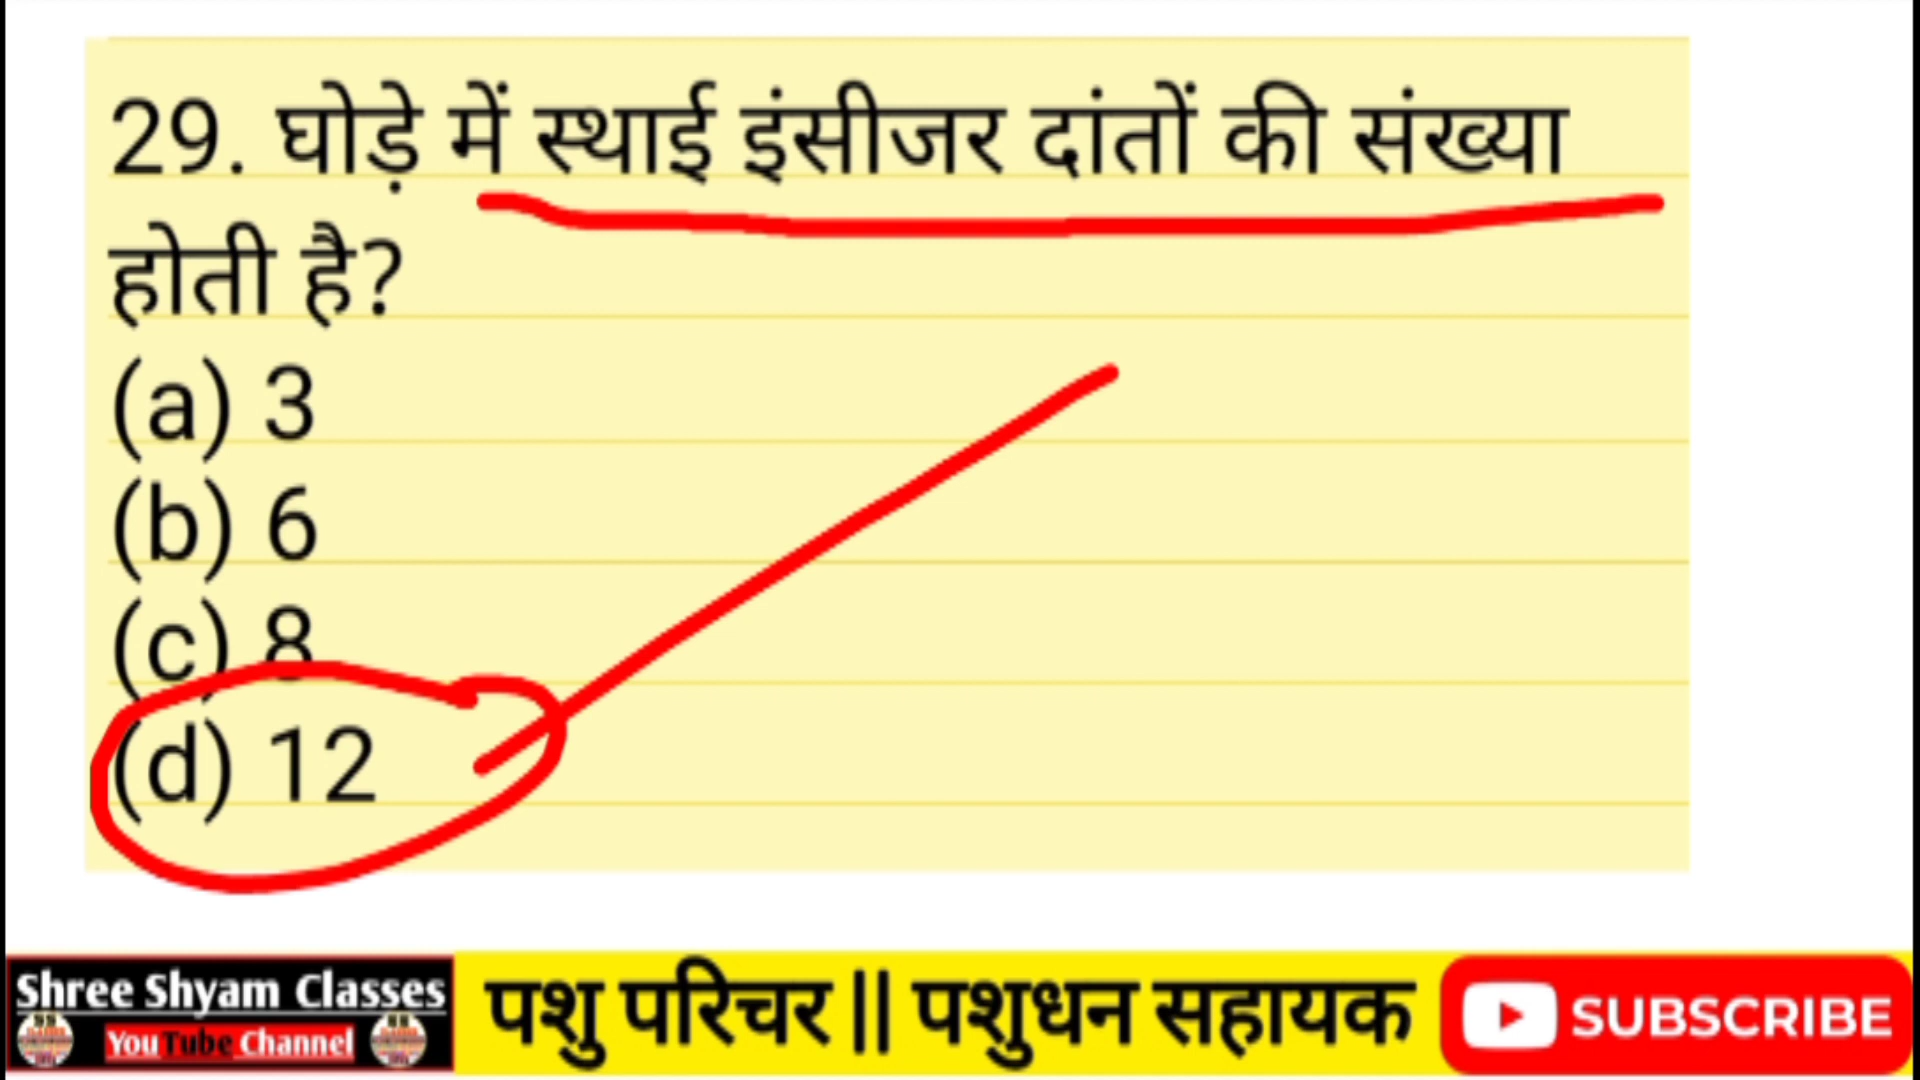 29. घोड़े में स्थाई इंसीजर दांतों की संख्या
होती है?
(a) 3
(b) 6
(c) 8
(d) 12
Shree Shyam Classes
YouTube Channel
पशु परिचर || पशुधन सहायक
SUBSCRIBE